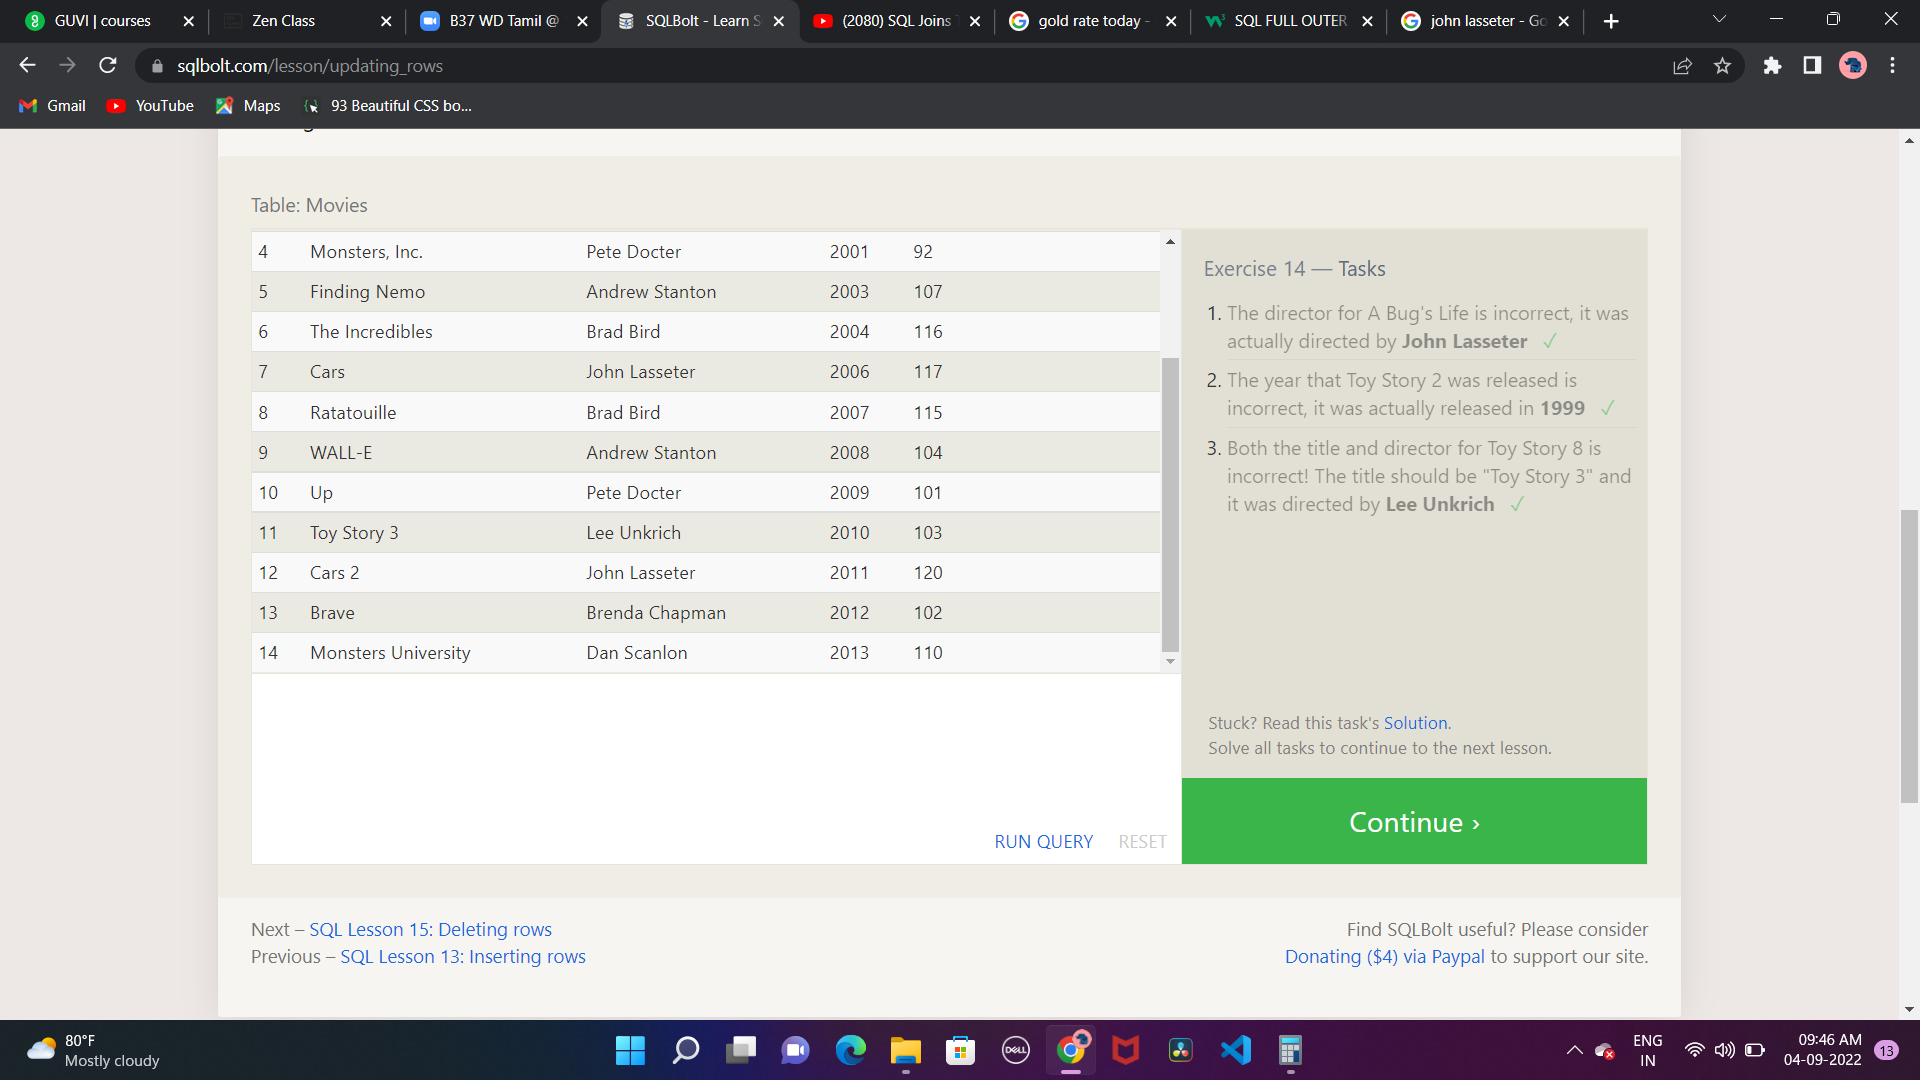 GUVI | courses
Zen Class
B37 WD Tamil @
SQLBolt - Learn S
(2080) SQL Joins
gold rate today -
SQL FULL OUTER
john lasseter - Go
sqlbolt.com/lesson/updating_rows
Gmail
YouTube
Maps
93 Beautiful CSS bo...
Table: Movies
4 Monsters, Inc. Pete Docter 2001 92
5 Finding Nemo Andrew Stanton 2003 107
6 The Incredibles Brad Bird 2004 116
7 Cars John Lasseter 2006 117
8 Ratatouille Brad Bird 2007 115
9 WALL-E Andrew Stanton 2008 104
10 Up Pete Docter 2009 101
11 Toy Story 3 Lee Unkrich 2010 103
12 Cars 2 John Lasseter 2011 120
13 Brave Brenda Chapman 2012 102
14 Monsters University Dan Scanlon 2013 110
RUN QUERY RESET
Exercise 14 — Tasks
1. The director for A Bug's Life is incorrect, it was
actually directed by John Lasseter ✓
2. The year that Toy Story 2 was released is
incorrect, it was actually released in 1999 ✓
3. Both the title and director for Toy Story 8 is
incorrect! The title should be "Toy Story 3" and
it was directed by Lee Unkrich ✓
Stuck? Read this task's Solution.
Solve all tasks to continue to the next lesson.
Continue ›
Next – SQL Lesson 15: Deleting rows
Previous – SQL Lesson 13: Inserting rows
Find SQLBolt useful? Please consider
Donating ($4) via Paypal to support our site.
80°F
Mostly cloudy
DELL
ENG
IN
09:46 AM
04-09-2022
13